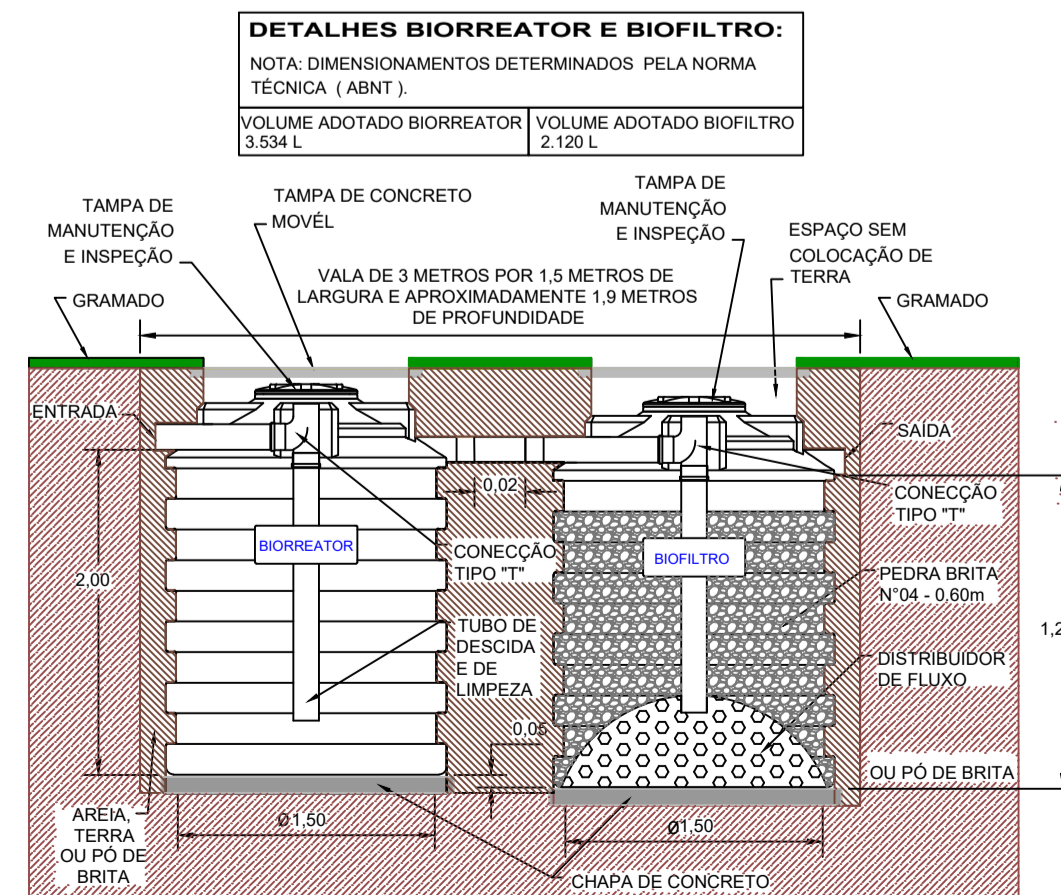 DETALHES BIORREATOR E BIOFILTRO:
NOTA: DIMENSIONAMENTOS DETERMINADOS PELA NORMA
TÉCNICA ( ABNT ).
VOLUME ADOTADO BIORREATOR
3.534 L
VOLUME ADOTADO BIOFILTRO
2.120 L
TAMPA DE
MANUTENÇÃO
E INSPEÇÃO
TAMPA DE CONCRETO
MOVÉL
TAMPA DE
MANUTENÇÃO
E INSPEÇÃO
ESPAÇO SEM
COLOCAÇÃO DE
TERRA
GRAMADO
VALA DE 3 METROS POR 1,5 METROS DE
LARGURA E APROXIMADAMENTE 1,9 METROS
DE PROFUNDIDADE
GRAMADO
ENTRADA
SAÍDA
0,02
CONECÇÃO
TIPO "T"
BIORREATOR
CONECÇÃO
TIPO "T"
BIOFILTRO
2,00
PEDRA BRITA
N°04 - 0.60m
TUBO DE
DESCIDA
E DE
LIMPEZA
1,2
DISTRIBUIDOR
DE FLUXO
0,05
OU PÓ DE BRITA
AREIA,
TERRA
OU PÓ DE
BRITA
Ø1,50
Ø1,50
CHAPA DE CONCRETO